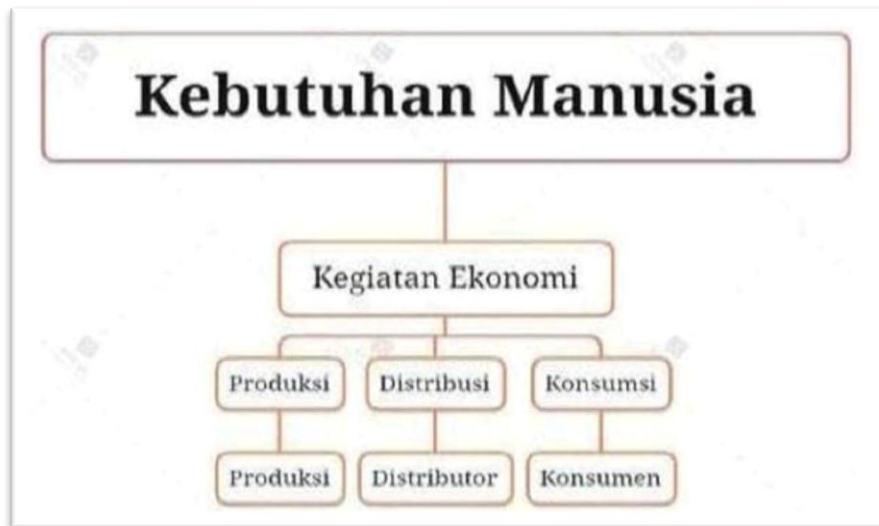 Kebutuhan Manusia
Kegiatan Ekonomi
Produksi
Distribusi
Konsumsi
Produksi
Distributor
Konsumen